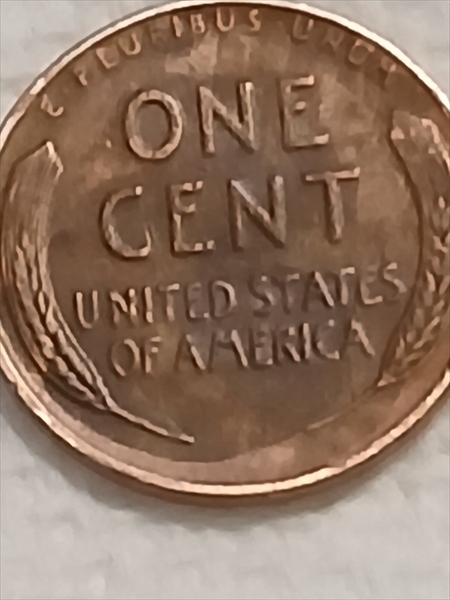 E PLURIBUS UNUM
ONE
CENT
UNITED STATES
OF AMERICA